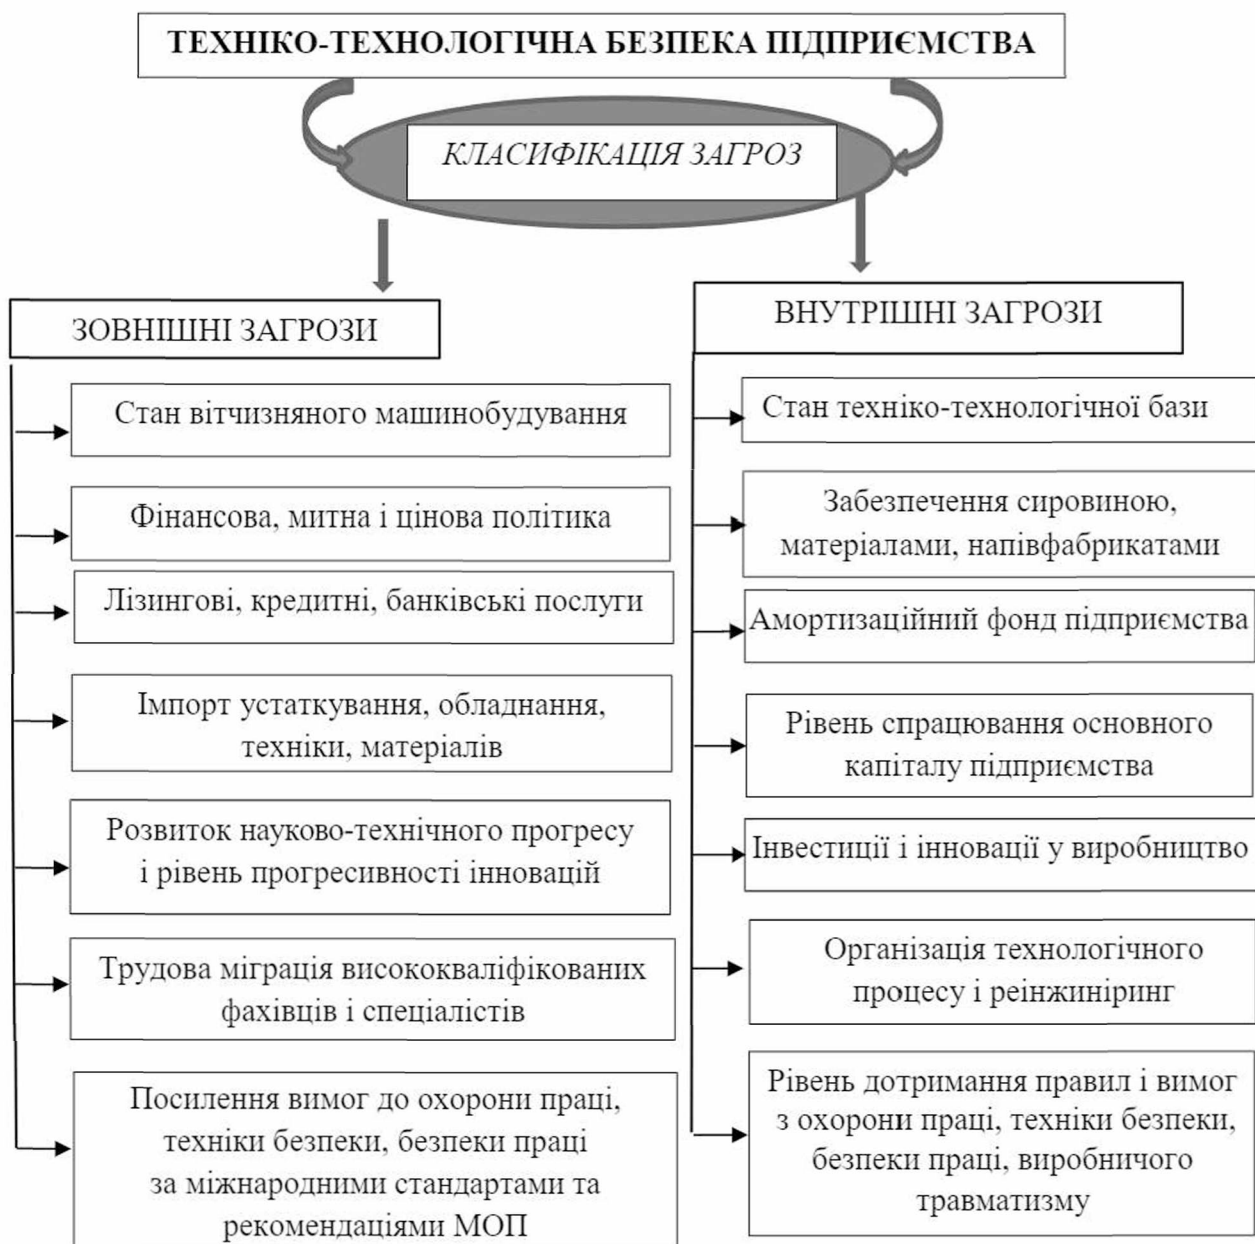 ТЕХНІКО-ТЕХНОЛОГІЧНА БЕЗПЕКА ПІДПРИЄМСТВА
КЛАСИФІКАЦІЯ ЗАГРОЗ
ЗОВНІШНІ ЗАГРОЗИ
Стан вітчизняного машинобудування
Фінансова, митна і цінова політика
Лізингові, кредитні, банківські послуги
Імпорт устаткування, обладнання,
техніки, матеріалів
Розвиток науково-технічного прогресу
і рівень прогресивності інновацій
Трудова міграція висококваліфікованих
фахівців і спеціалістів
Посилення вимог до охорони праці,
техніки безпеки, безпеки праці
за міжнародними стандартами та
рекомендаціями МОП
ВНУТРІШНІ ЗАГРОЗИ
Стан техніко-технологічної бази
Забезпечення сировиною,
матеріалами, напівфабрикатами
Амортизаційний фонд підприємства
Рівень спрацювання основного
капіталу підприємства
Інвестиції і інновації у виробництво
Організація технологічного
процесу і реінжиніринг
Рівень дотримання правил і вимог
з охорони праці, техніки безпеки,
безпеки праці, виробничого
травматизму